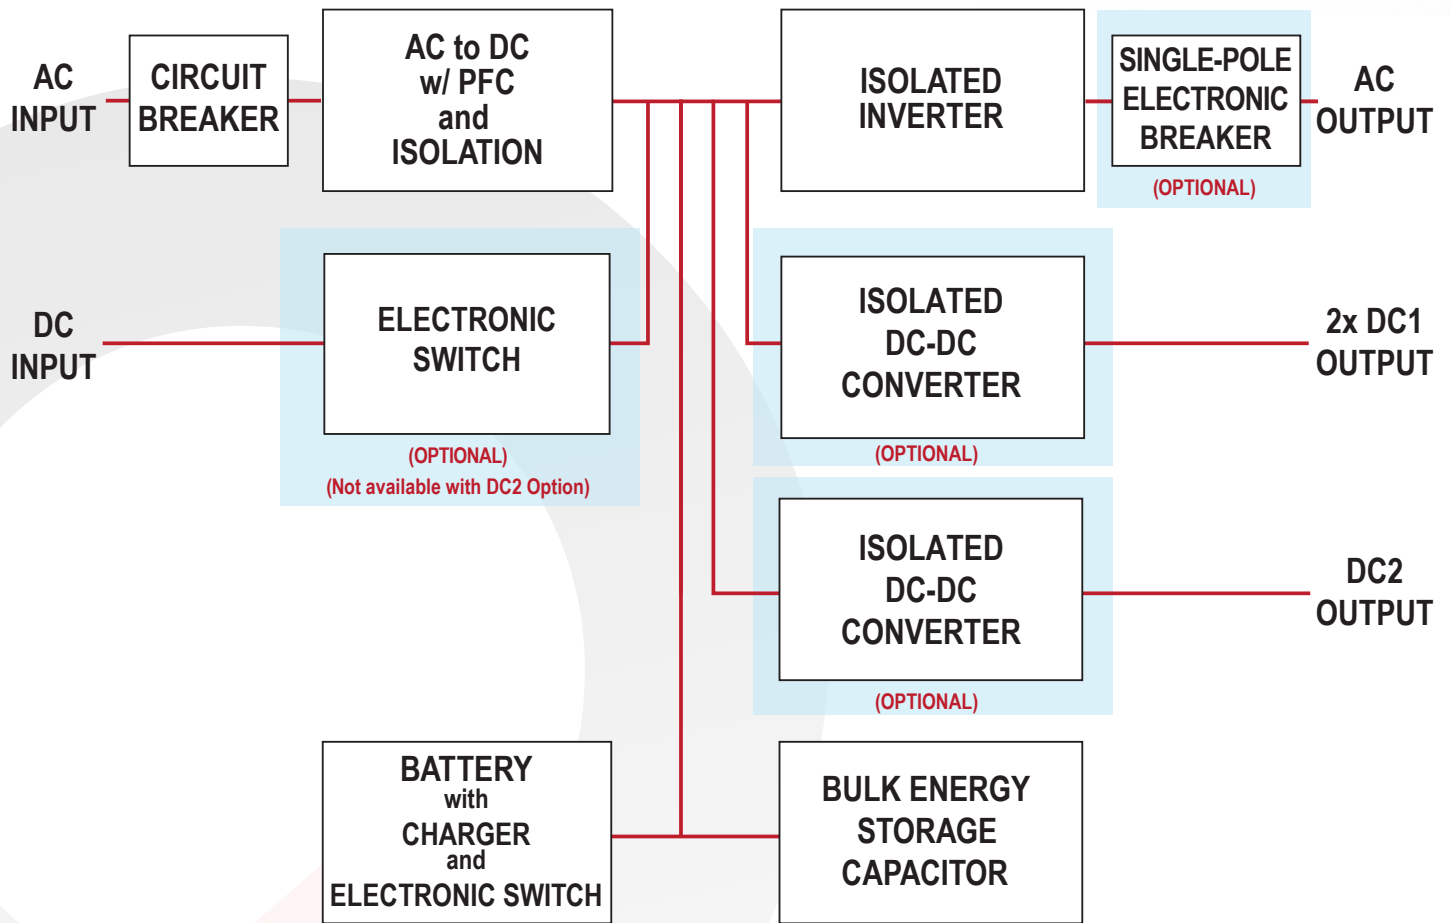 AC
INPUT
CIRCUIT
BREAKER
AC to DC
w/ PFC
and
ISOLATION
ISOLATED
INVERTER
SINGLE-POLE
ELECTRONIC
BREAKER
(OPTIONAL)
AC
OUTPUT
DC
INPUT
ELECTRONIC
SWITCH
(OPTIONAL)
(Not available with DC2 Option)
ISOLATED
DC-DC
CONVERTER
(OPTIONAL)
2x DC1
OUTPUT
ISOLATED
DC-DC
CONVERTER
(OPTIONAL)
DC2
OUTPUT
BATTERY
with
CHARGER
and
ELECTRONIC SWITCH
BULK ENERGY
STORAGE
CAPACITOR